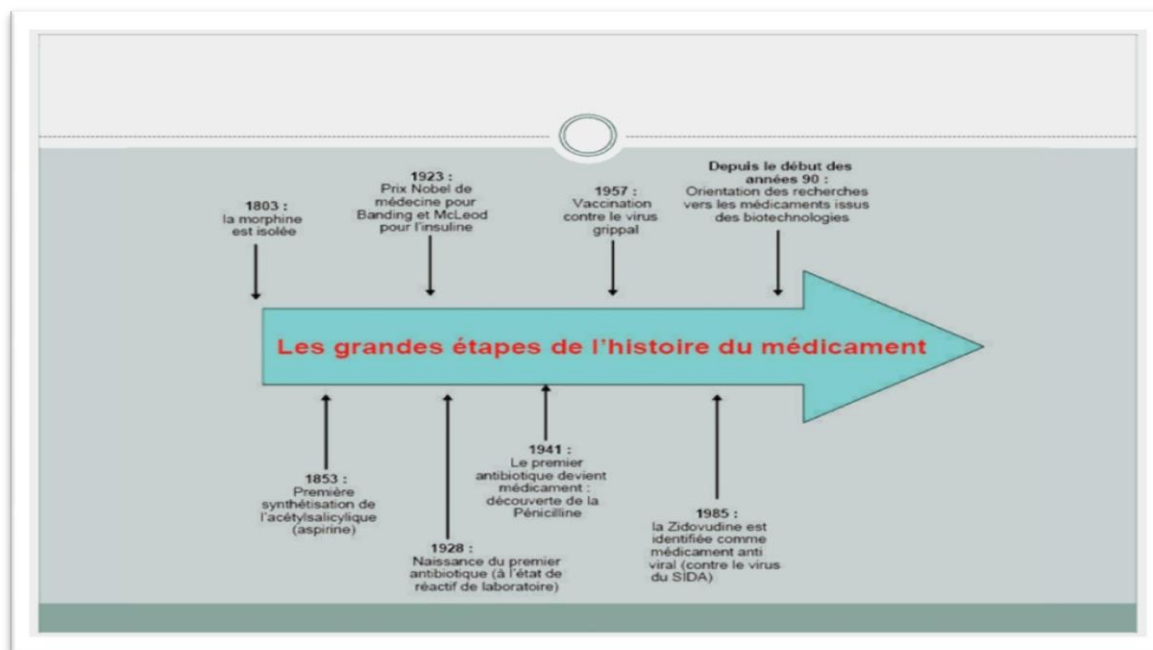 1803 :
la morphine
est isolée
1923 :
Prix Nobel de
médecine pour
Banding et McLeod
pour l'insuline
1957 :
Vaccination
contre le virus
grippal
Depuis le début des
années 90 :
Orientation des recherches
vers les médicaments issus
des biotechnologies
Les grandes étapes de l'histoire du médicament
1853 :
Première
synthétisation de
l'acétylsalicylique
(aspirine)
1928 :
Naissance du premier
antibiotique (à l'état de
réactif de laboratoire)
1941 :
Le premier
antibiotique devient
médicament :
découverte de la
Pénicilline
1985 :
la Zidovudine est
identifiée comme
médicament anti
viral (contre le virus
du SIDA)